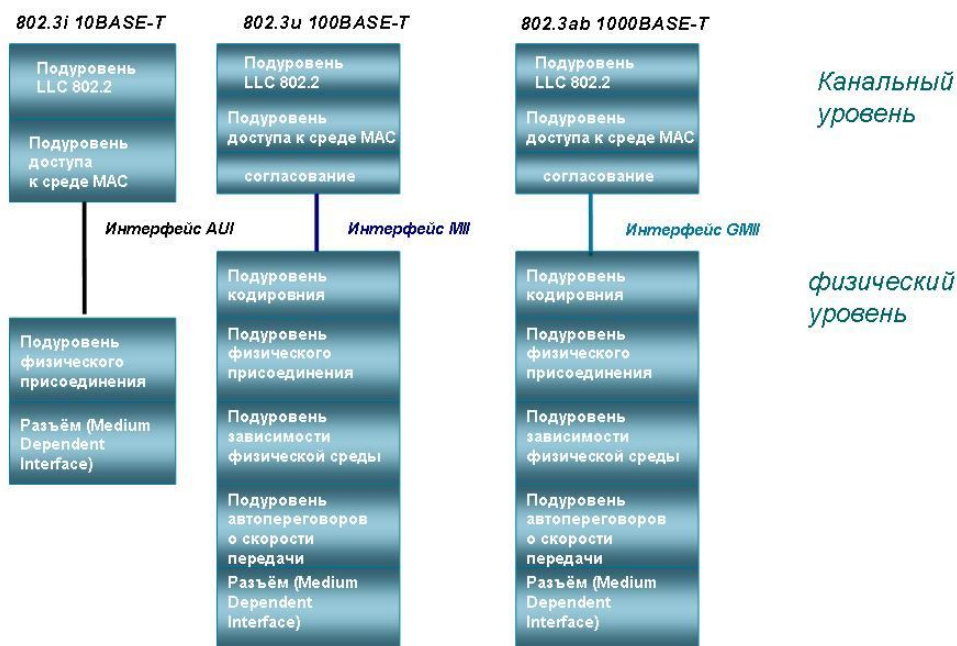 802.3i 10BASE-T
802.3u 100BASE-T
802.3ab 1000BASE-T
Подуровень
LLC 802.2
Подуровень
доступа
к среде MAC
Подуровень
LLC 802.2
Подуровень
доступа к среде MAC
согласование
Подуровень
LLC 802.2
Подуровень
доступа к среде MAC
согласование
Канальный
уровень
Интерфейс AUI
Интерфейс MII
Интерфейс GMII
Подуровень
физического
присоединения
Разъём (Medium
Dependent
Interface)
Подуровень
кодировния
Подуровень
физического
присоединения
Подуровень
зависимости
физической среды
Подуровень
автопереговоров
о скорости
передачи
Разъём (Medium
Dependent
Interface)
Подуровень
кодировния
Подуровень
физического
присоединения
Подуровень
зависимости
физической среды
Подуровень
автопереговоров
о скорости
передачи
Разъём (Medium
Dependent
Interface)
физический
уровень